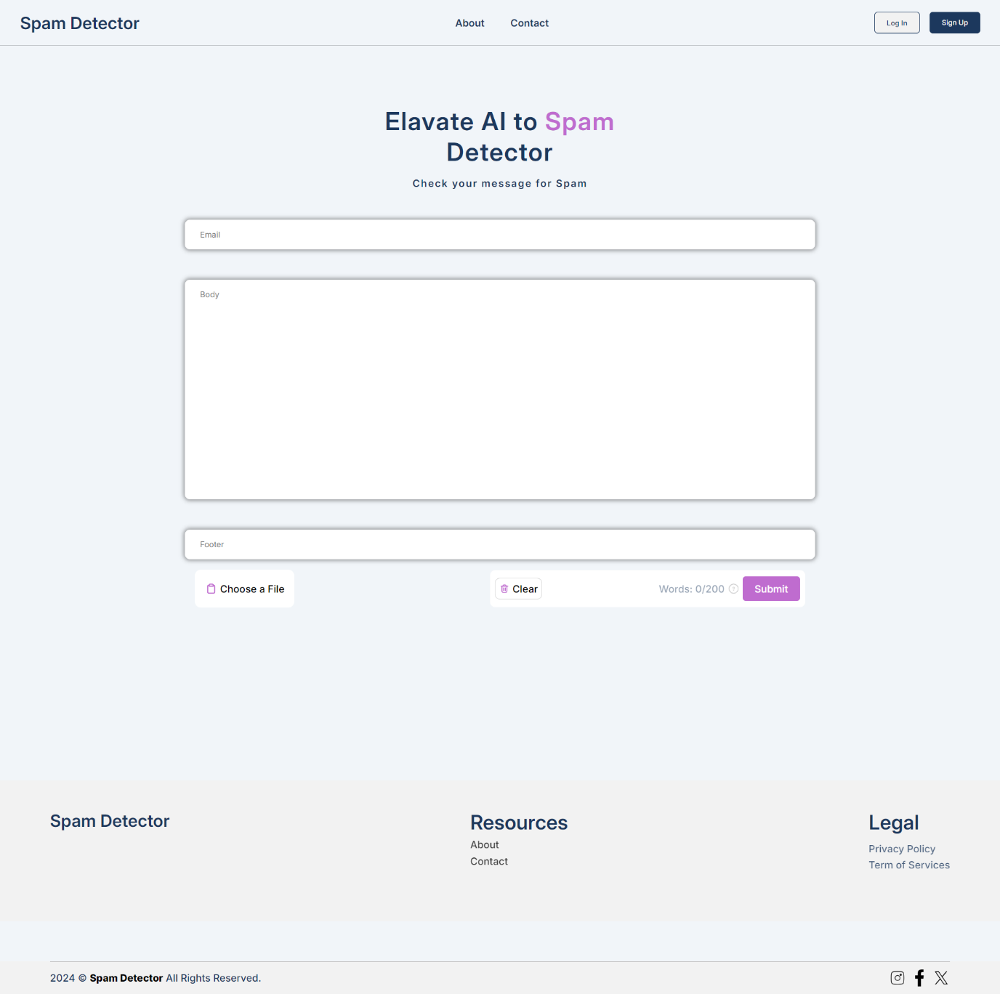 Spam Detector
About
Contact
Log In
Sign Up
Elavate AI to Spam
Detector
Check your message for Spam
Email
Body
Footer
Choose a File
Clear
Words: 0/200
?
Submit
Spam Detector
Resources
About
Contact
Legal
Privacy Policy
Term of Services
2024 © Spam Detector All Rights Reserved.